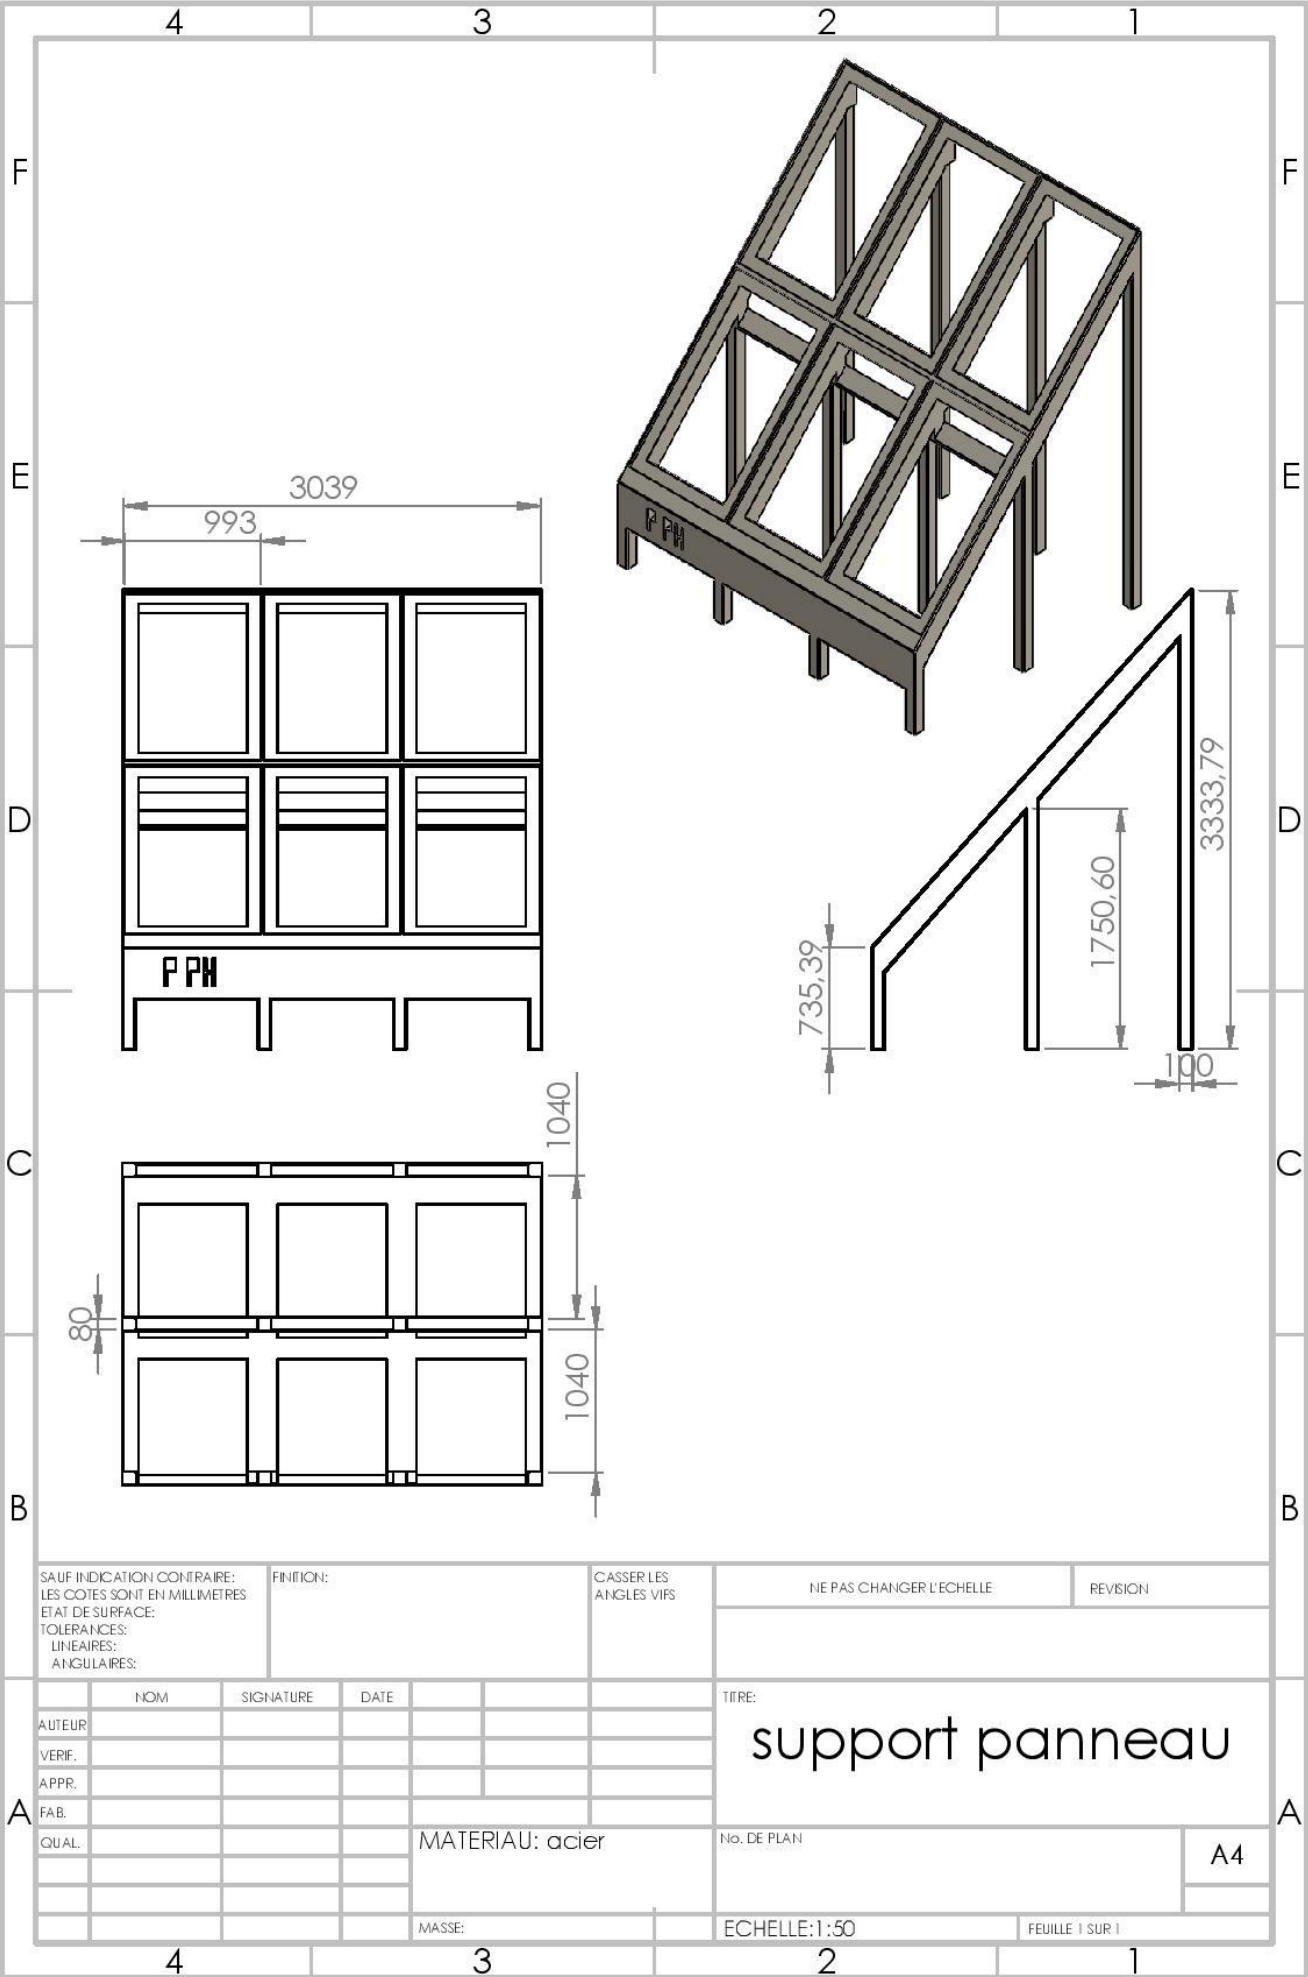 4 3 2 1
F F
E E
D D
C C
B B
A A
3039
993
P PH
P PH
735,39
1750,60
3333,79
100
1040
80
1040
SAUF INDICATION CONTRAIRE:
LES COTES SONT EN MILLIMETRES
ETAT DE SURFACE:
TOLERANCES:
LINEAIRES:
ANGULAIRES:
FINITION:
CASSER LES
ANGLES VIFS
NE PAS CHANGER L'ECHELLE
REVISION
NOM SIGNATURE DATE
AUTEUR
VERIF.
APPR.
FAB.
QUAL.
MATERIAU: acier
MASSE:
TITRE:
support panneau
No. DE PLAN
A4
ECHELLE:1:50
FEUILLE 1 SUR 1
4 3 2 1